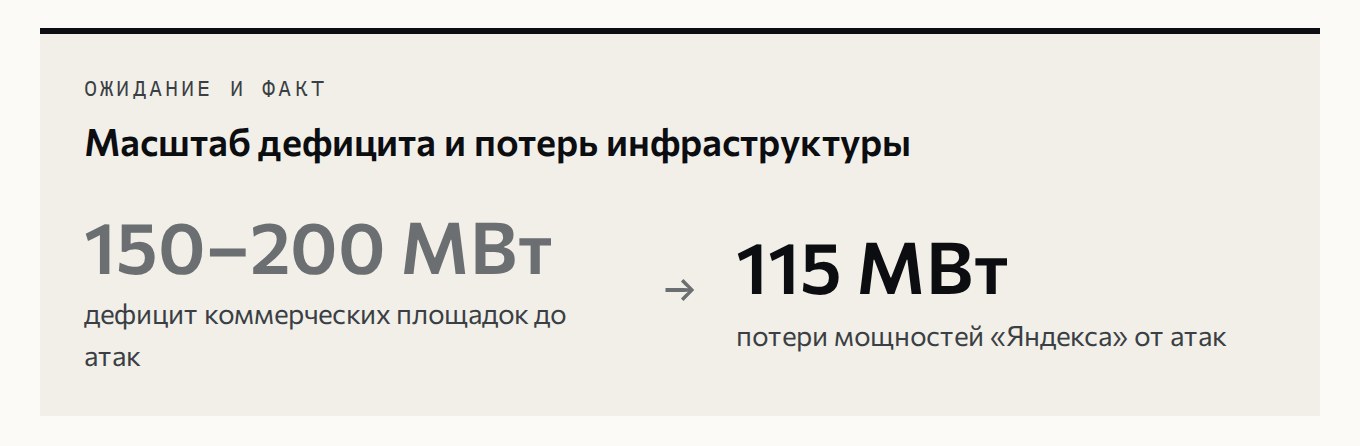 ОЖИДАНИЕ И ФАКТ
Масштаб дефицита и потерь инфраструктуры
150–200 МВт
дефицит коммерческих площадок до
атак
→
115 МВт
потери мощностей «Яндекса» от атак